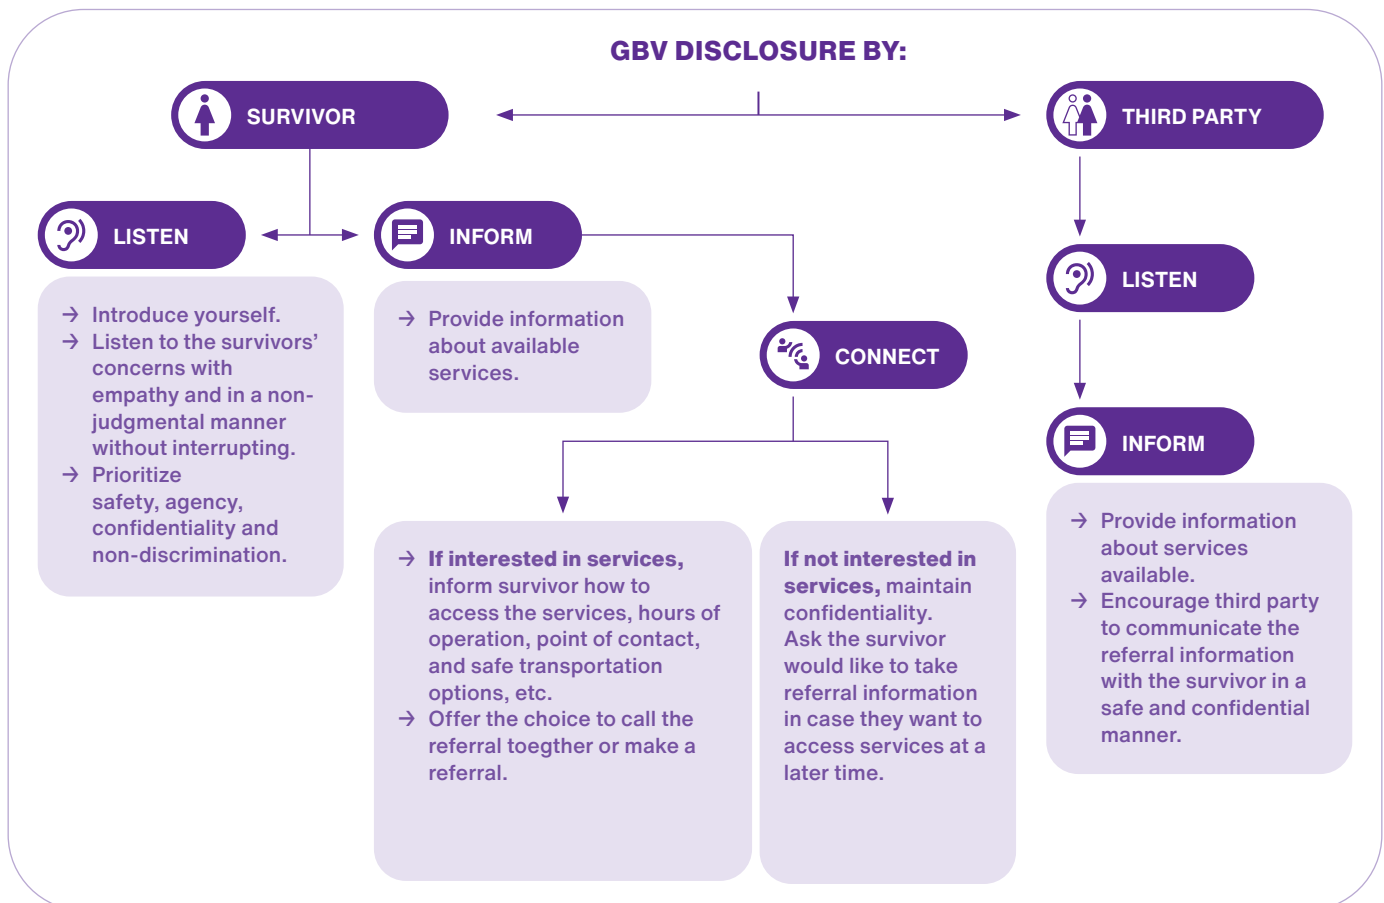 GBV DISCLOSURE BY:
SURVIVOR
THIRD PARTY
LISTEN
→ Introduce yourself.
→ Listen to the survivors’
concerns with
empathy and in a non-
judgmental manner
without interrupting.
→ Prioritize
safety, agency,
confidentiality and
non-discrimination.
INFORM
→ Provide information
about available
services.
CONNECT
→ If interested in services,
inform survivor how to
access the services, hours of
operation, point of contact,
and safe transportation
options, etc.
→ Offer the choice to call the
referral toegther or make a
referral.
If not interested in
services, maintain
confidentiality.
Ask the survivor
would like to take
referral information
in case they want to
access services at a
later time.
LISTEN
INFORM
→ Provide information
about services
available.
→ Encourage third party
to communicate the
referral information
with the survivor in a
safe and confidential
manner.